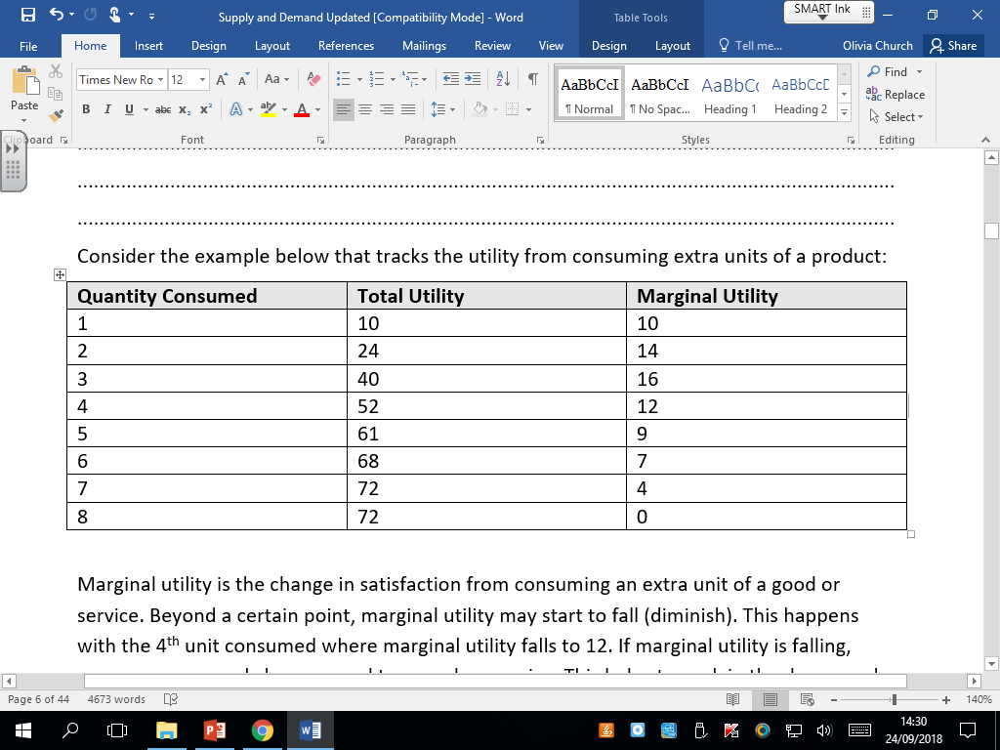 Supply and Demand Updated [Compatibility Mode] - Word
Table Tools
SMART Ink
File Home Insert Design Layout References Mailings Review View Design Layout Tell me... Olivia Church Share
Times New Ro 12 Aa
AaBbCcI AaBbCcI AaBbCc AaBbCcD
Find
Replace
Select
Paste
B I U abc x₂ x² A ab A
¶ Normal ¶ No Spac... Heading 1 Heading 2
Clipboard Font Paragraph Styles Editing
Consider the example below that tracks the utility from consuming extra units of a product:
Quantity Consumed Total Utility Marginal Utility
1 10 10
2 24 14
3 40 16
4 52 12
5 61 9
6 68 7
7 72 4
8 72 0
Marginal utility is the change in satisfaction from consuming an extra unit of a good or
service. Beyond a certain point, marginal utility may start to fall (diminish). This happens
with the 4th unit consumed where marginal utility falls to 12. If marginal utility is falling,
Page 6 of 44 4673 words 140%
14:30
24/09/2018